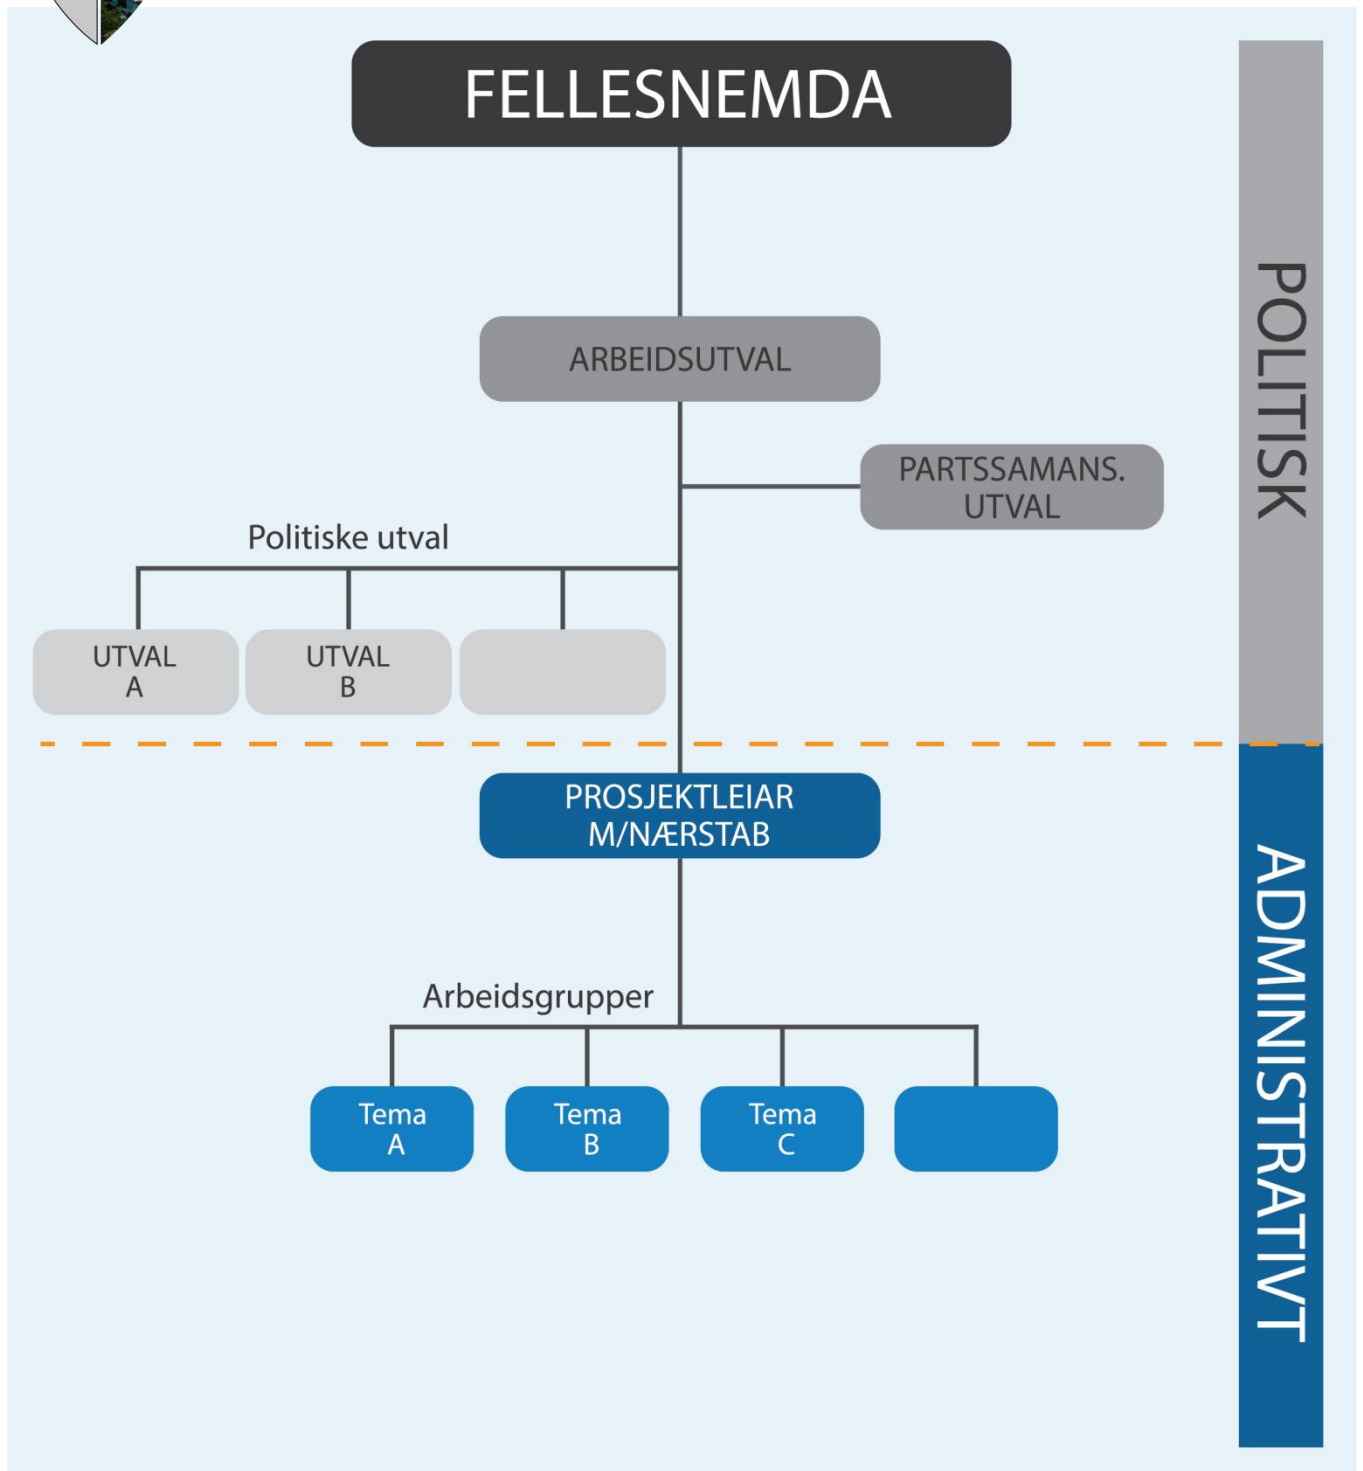 FELLESNEMDA
ARBEIDSUTVAL
PARTSSAMANS.
UTVAL
Politiske utval
UTVAL
A
UTVAL
B
POLITISK
PROSJEKTLEIAR
M/NÆRSTAB
Arbeidsgrupper
Tema
A
Tema
B
Tema
C
ADMINISTRATIVT